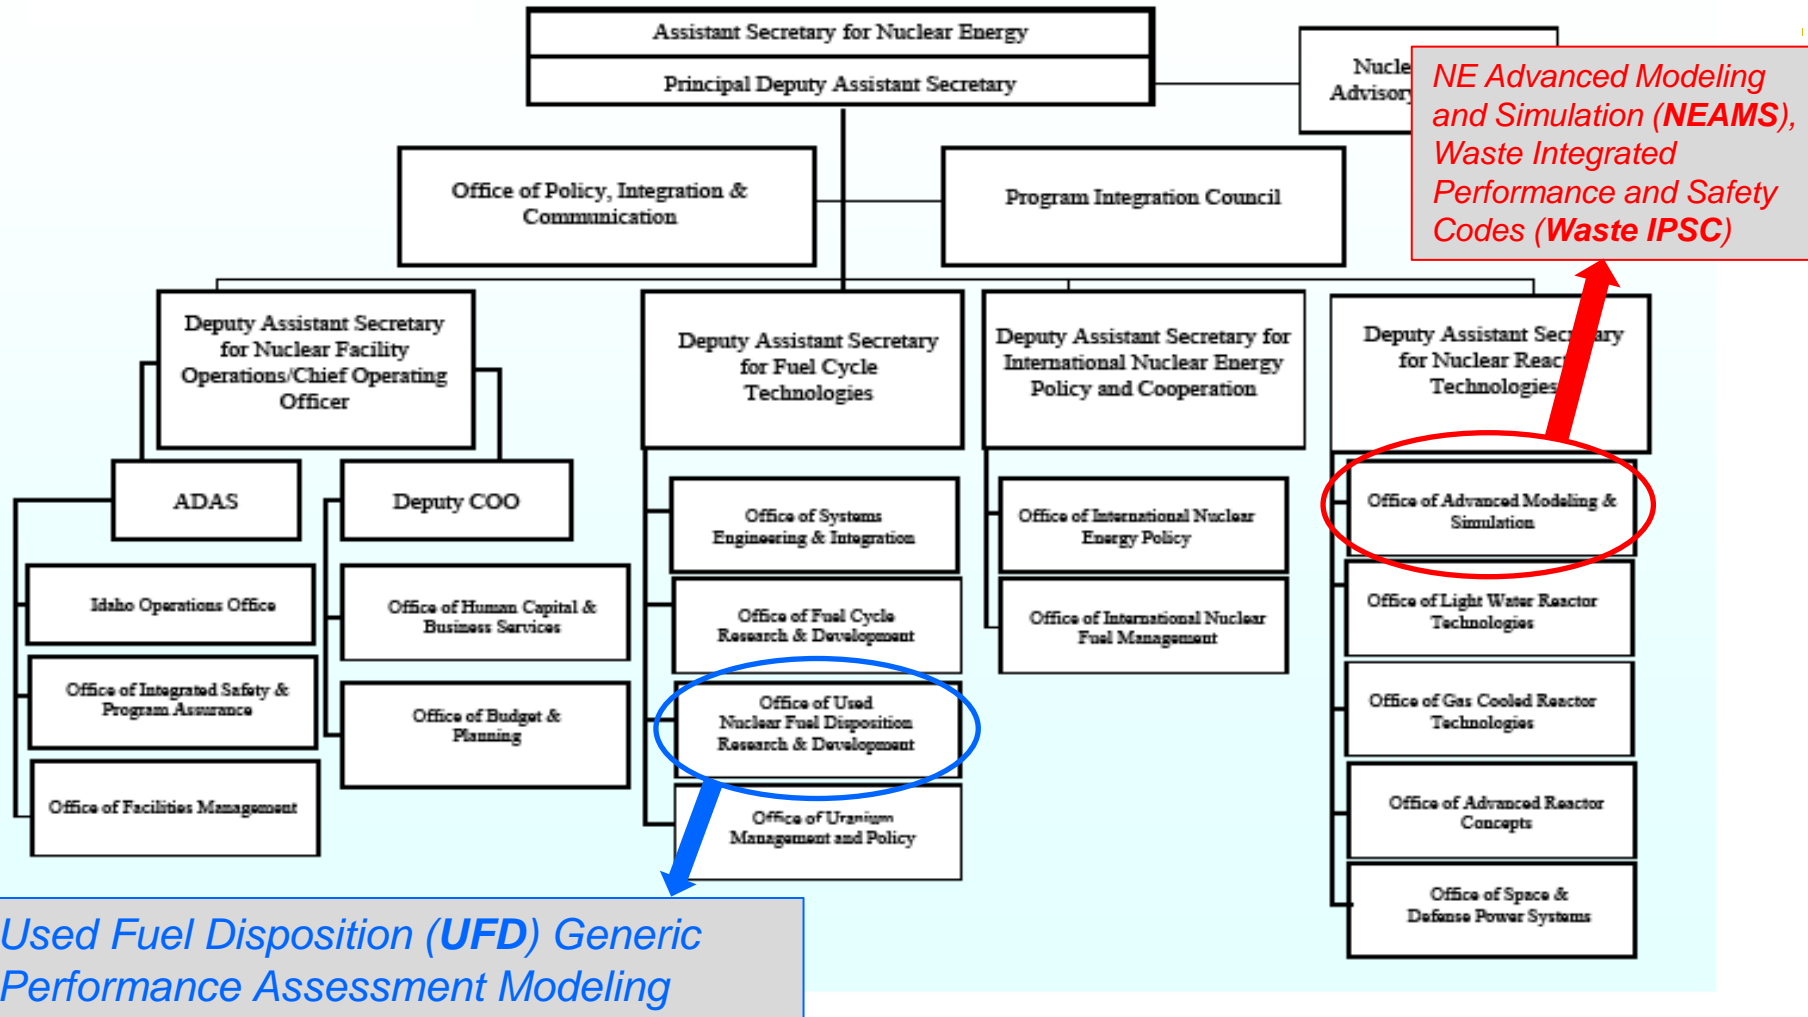 Assistant Secretary for Nuclear Energy
Principal Deputy Assistant Secretary
Advisory
NE Advanced Modeling
and Simulation (NEAMS),
Waste Integrated
Performance and Safety
Codes (Waste IPSC)
Office of Policy, Integration &
Communication
Program Integration Council
Deputy Assistant Secretary
for Nuclear Facility
Operations/Chief Operating
Officer
Deputy Assistant Secretary
for Fuel Cycle
Technologies
Deputy Assistant Secretary for
International Nuclear Energy
Policy and Cooperation
Deputy Assistant Secretary
for Nuclear Reactor
Technologies
ADAS
Deputy COO
Idaho Operations Office
Office of Integrated Safety &
Program Assurance
Office of Facilities Management
Office of Human Capital &
Business Services
Office of Budget &
Planning
Office of Systems
Engineering & Integration
Office of Fuel Cycle
Research & Development
Office of Used
Nuclear Fuel Disposition
Research & Development
Office of Uranium
Management and Policy
Office of International Nuclear
Energy Policy
Office of International Nuclear
Fuel Management
Office of Advanced Modeling &
Simulation
Office of Light Water Reactor
Technologies
Office of Gas Cooled Reactor
Technologies
Office of Advanced Reactor
Concepts
Office of Space &
Defense Power Systems
Used Fuel Disposition (UFD) Generic
Performance Assessment Modeling